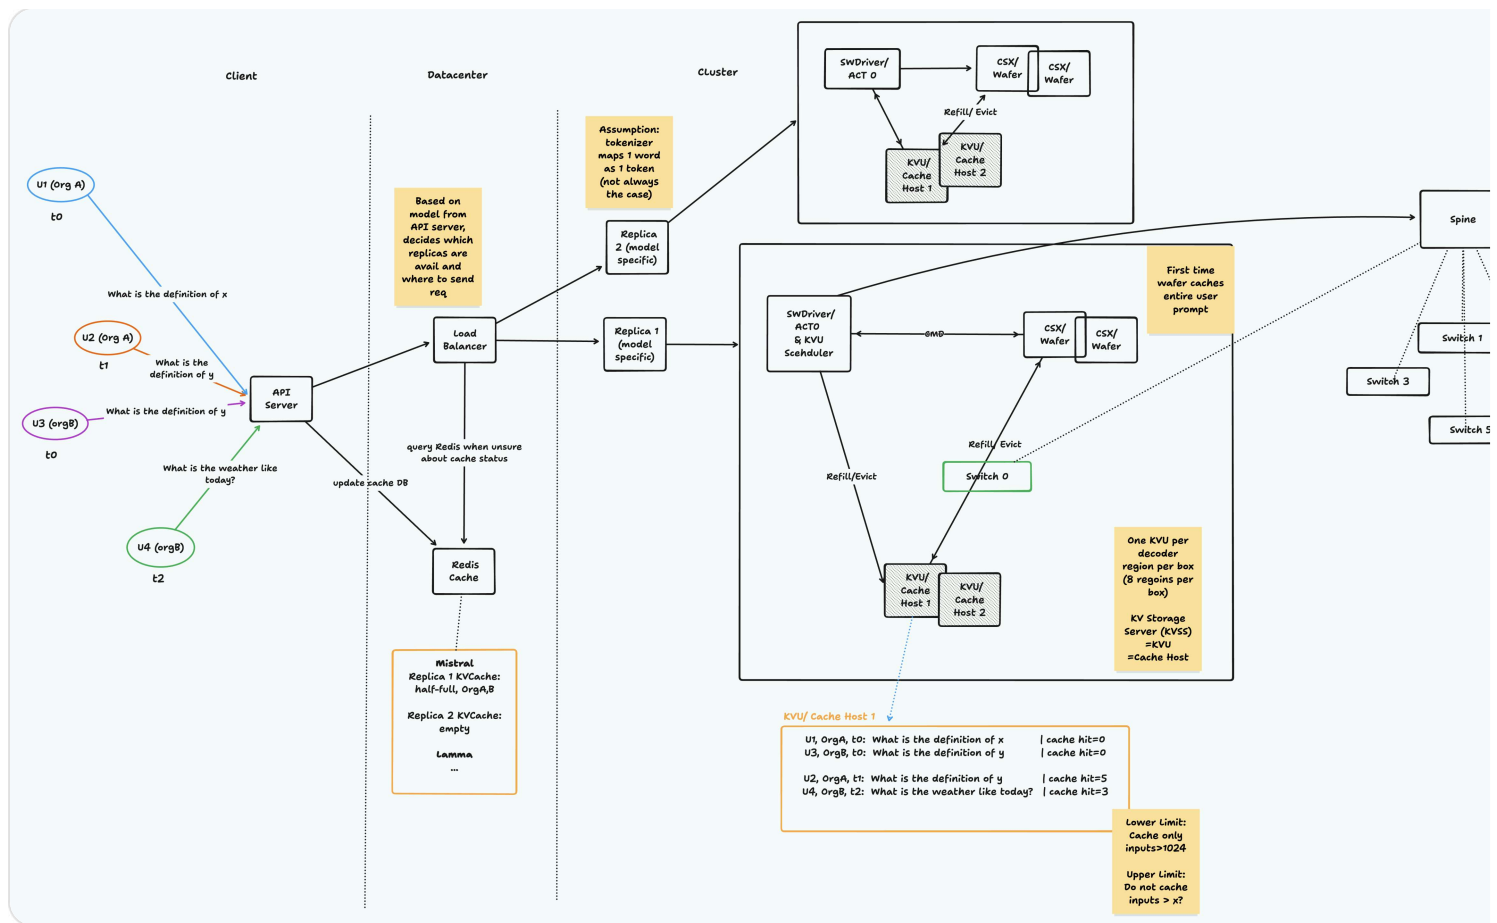 Client
Datacenter
Cluster
U1 (Org A)
t0
What is the definition of x
U2 (Org A)
t1
What is the
definition of y
U3 (orgB)
t0
What is the definition of y
What is the weather like
today?
U4 (orgB)
t2
API
Server
update cache DB
Based on
model from
API server,
decides which
replicas are
avail and
where to send
req
Load
Balancer
query Redis when unsure
about cache status
Redis
Cache
Mistral
Replica 1 KVCache:
half-full, OrgA,B
Replica 2 KVCache:
empty
Lamma
...
Assumption:
tokenizer
maps 1 word
as 1 token
(not always
the case)
Replica
2 (model
specific)
Replica 1
(model
specific)
SWDriver/
ACT 0
CSX/
Wafer
CSX/
Wafer
Refill/ Evict
KVU/
Cache
Host 1
KVU/
Cache
Host 2
First time
wafer caches
entire user
prompt
SWDriver/
ACT0
& KVU
Scehduler
CMD
CSX/
Wafer
CSX/
Wafer
Refill/Evict
Refill/ Evict
Switch 0
KVU/
Cache
Host 1
KVU/
Cache
Host 2
One KVU per
decoder
region per box
(8 regoins per
box)
KV Storage
Server (KVSS)
=KVU
=Cache Host
KVU/ Cache Host 1
U1, OrgA, t0: What is the definition of x | cache hit=0
U3, OrgB, t0: What is the definition of y | cache hit=0
U2, OrgA, t1: What is the definition of y | cache hit=5
U4, OrgB, t2: What is the weather like today? | cache hit=3
Lower Limit:
Cache only
inputs>1024
Upper Limit:
Do not cache
inputs > x?
Spine
Switch 1
Switch 3
Switch 5